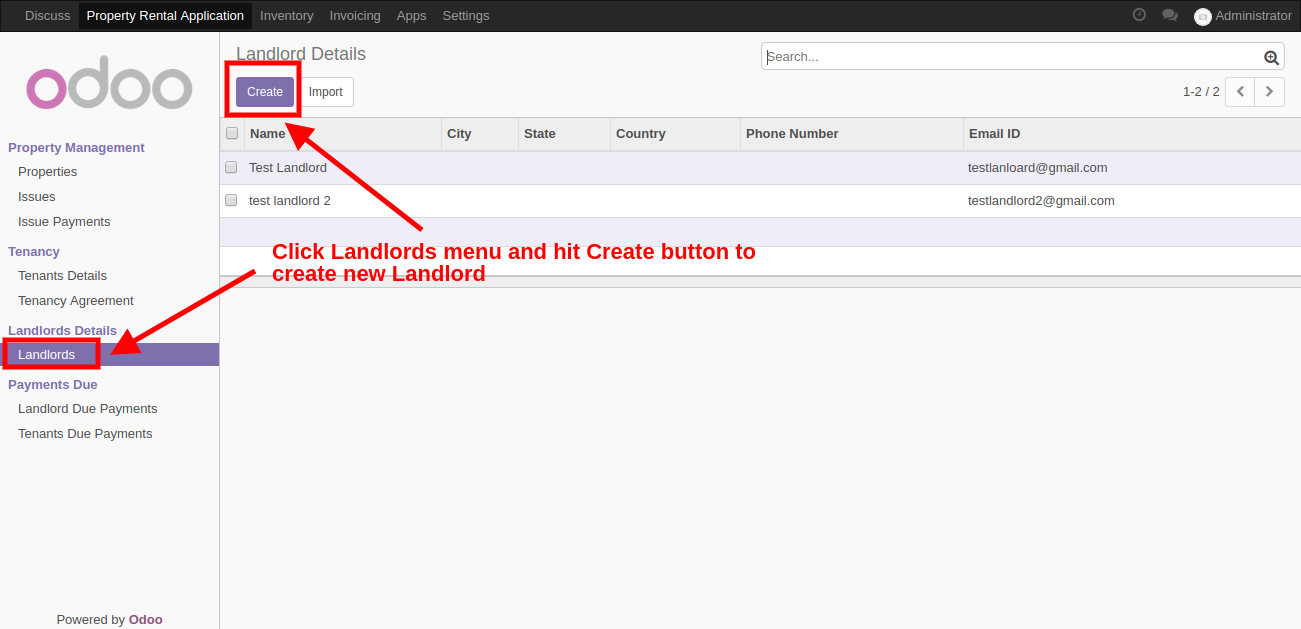 Discuss Property Rental Application Inventory Invoicing Apps Settings Administrator
odoo
Property Management
Properties
Issues
Issue Payments
Tenancy
Tenants Details
Tenancy Agreement
Landlords Details
Landlords
Payments Due
Landlord Due Payments
Tenants Due Payments
Powered by Odoo
Landlord Details
Search...
Create Import
1-2 / 2
Name City State Country Phone Number Email ID
Test Landlord testlanloard@gmail.com
test landlord 2 testlandlord2@gmail.com
Click Landlords menu and hit Create button to
create new Landlord